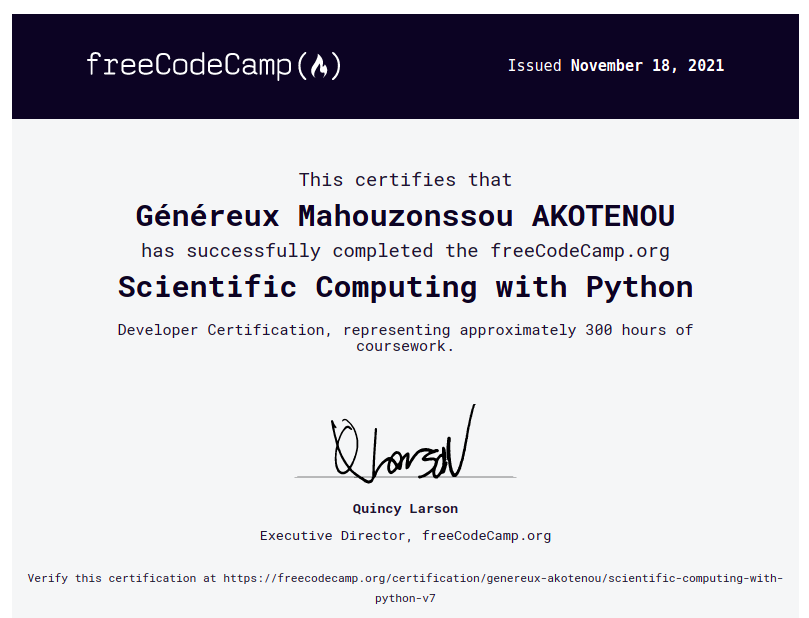 freeCodeCamp
Issued November 18, 2021
This certifies that
Généreux Mahouzonssou AKOTENOU
has successfully completed the freeCodeCamp.org
Scientific Computing with Python
Developer Certification, representing approximately 300 hours of
coursework.
Q Larson
Quincy Larson
Executive Director, freeCodeCamp.org
Verify this certification at https://freecodecamp.org/certification/genereux-akotenou/scientific-computing-with-
python-v7